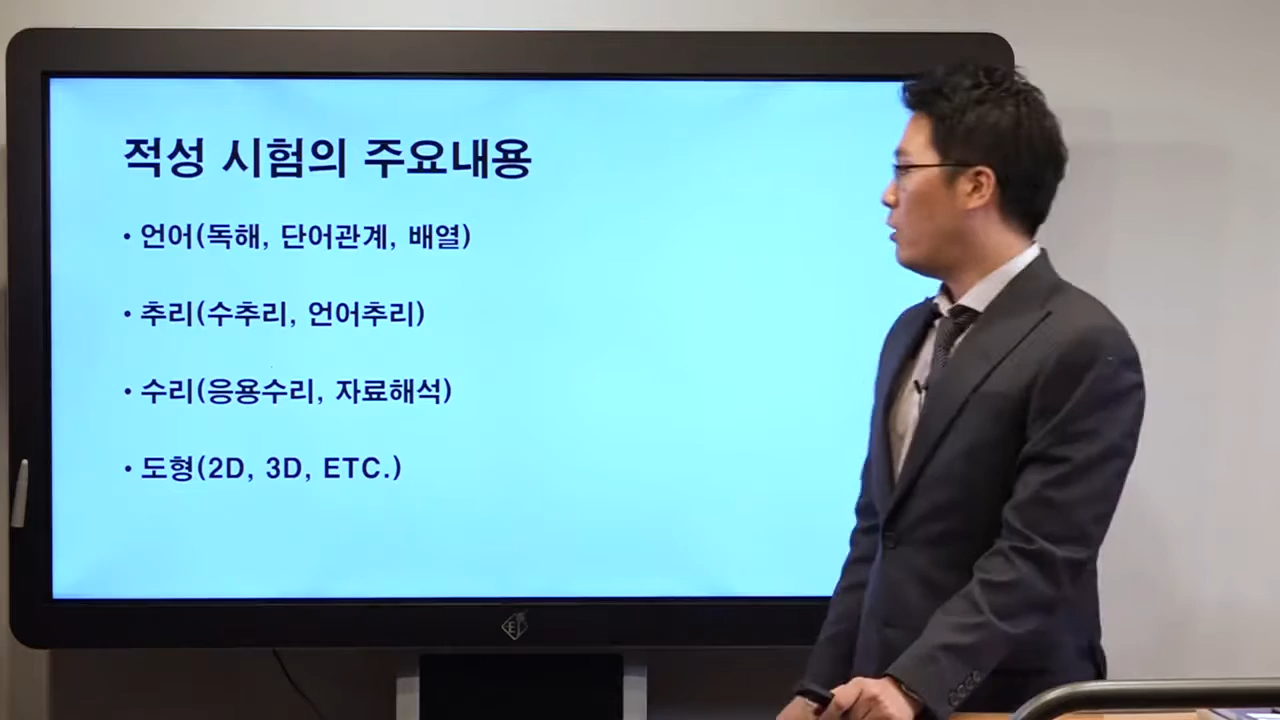 적성 시험의 주요내용
• 언어(독해, 단어관계, 배열)
• 추리(수추리, 언어추리)
• 수리(응용수리, 자료해석)
• 도형(2D, 3D, ETC.)